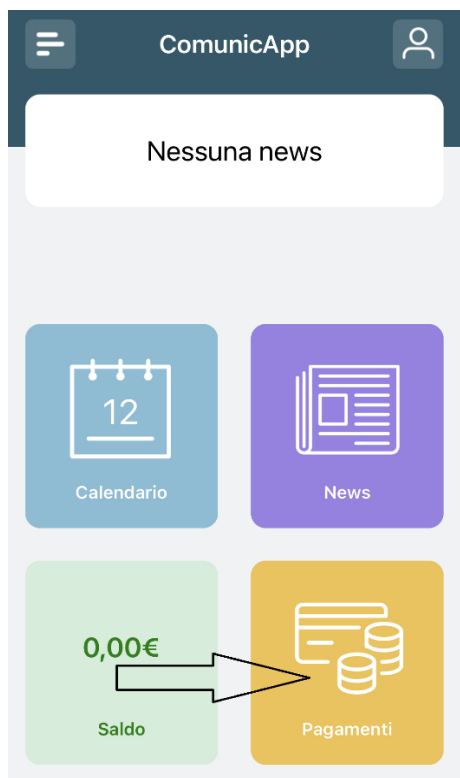 ComunicApp
Nessuna news
12
Calendario
News
0,00€
Saldo
Pagamenti